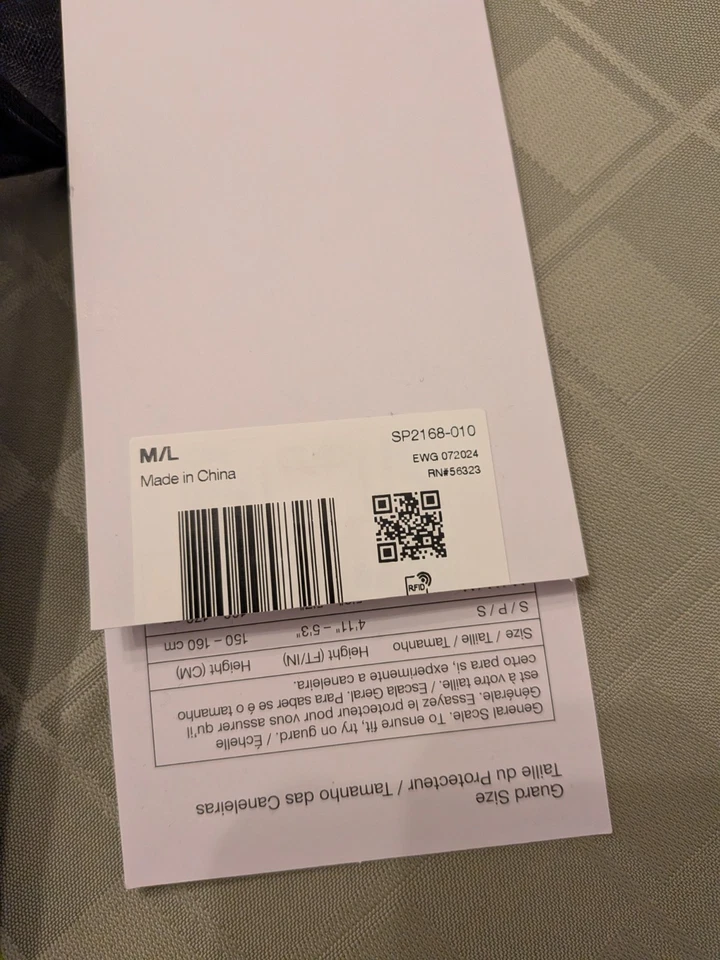 M/L
Made in China
SP2168-010
EWG 072024
RN#56323
RFID
Guard Size
Taille du Protecteur / Tamanho das Caneleiras
General Scale. To ensure fit, try on guard. / Échelle
Générale. Essayez le protecteur pour vous assurer qu'il
est à votre taille. / Escala Geral. Para saber se é o tamanho
certo para si, experimente a caneleira.
Size / Taille / Tamanho Height (FT/IN) Height (CM)
S / P / S 4'11" – 5'3" 150 – 160 cm